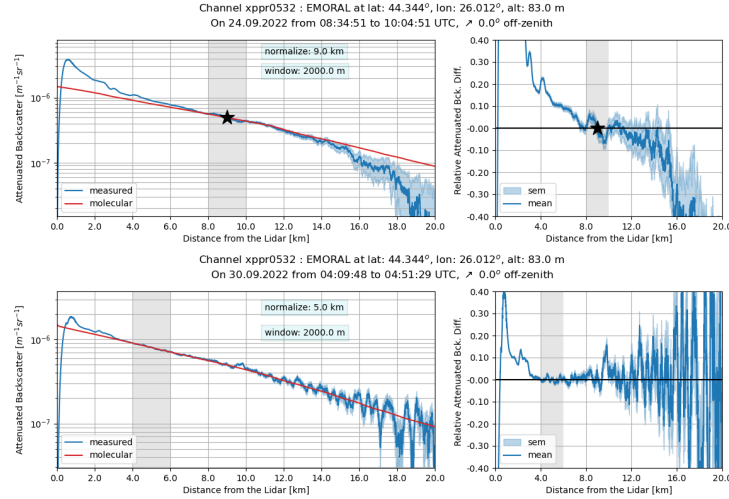 Channel xppr0532 : EMORAL at lat: 44.344°, lon: 26.012°, alt: 83.0 m
On 24.09.2022 from 08:34:51 to 10:04:51 UTC, ↗ 0.0° off-zenith
Attenuated Backscatter [m⁻¹sr⁻¹]
10⁻⁶
10⁻⁷
normalize: 9.0 km
window: 2000.0 m
measured
molecular
0.0 2.0 4.0 6.0 8.0 10.0 12.0 14.0 16.0 18.0 20.0
Distance from the Lidar [km]
Relative Attenuated Bck. Diff.
0.40
0.30
0.20
0.10
-0.00
-0.10
-0.20
-0.30
-0.40
sem
mean
0.0 4.0 8.0 12.0 16.0 20.0
Distance from the Lidar [km]
Channel xppr0532 : EMORAL at lat: 44.344°, lon: 26.012°, alt: 83.0 m
On 30.09.2022 from 04:09:48 to 04:51:29 UTC, ↗ 0.0° off-zenith
Attenuated Backscatter [m⁻¹sr⁻¹]
10⁻⁶
10⁻⁷
normalize: 5.0 km
window: 2000.0 m
measured
molecular
0.0 2.0 4.0 6.0 8.0 10.0 12.0 14.0 16.0 18.0 20.0
Distance from the Lidar [km]
Relative Attenuated Bck. Diff.
0.40
0.30
0.20
0.10
-0.00
-0.10
-0.20
-0.30
-0.40
sem
mean
0.0 4.0 8.0 12.0 16.0 20.0
Distance from the Lidar [km]